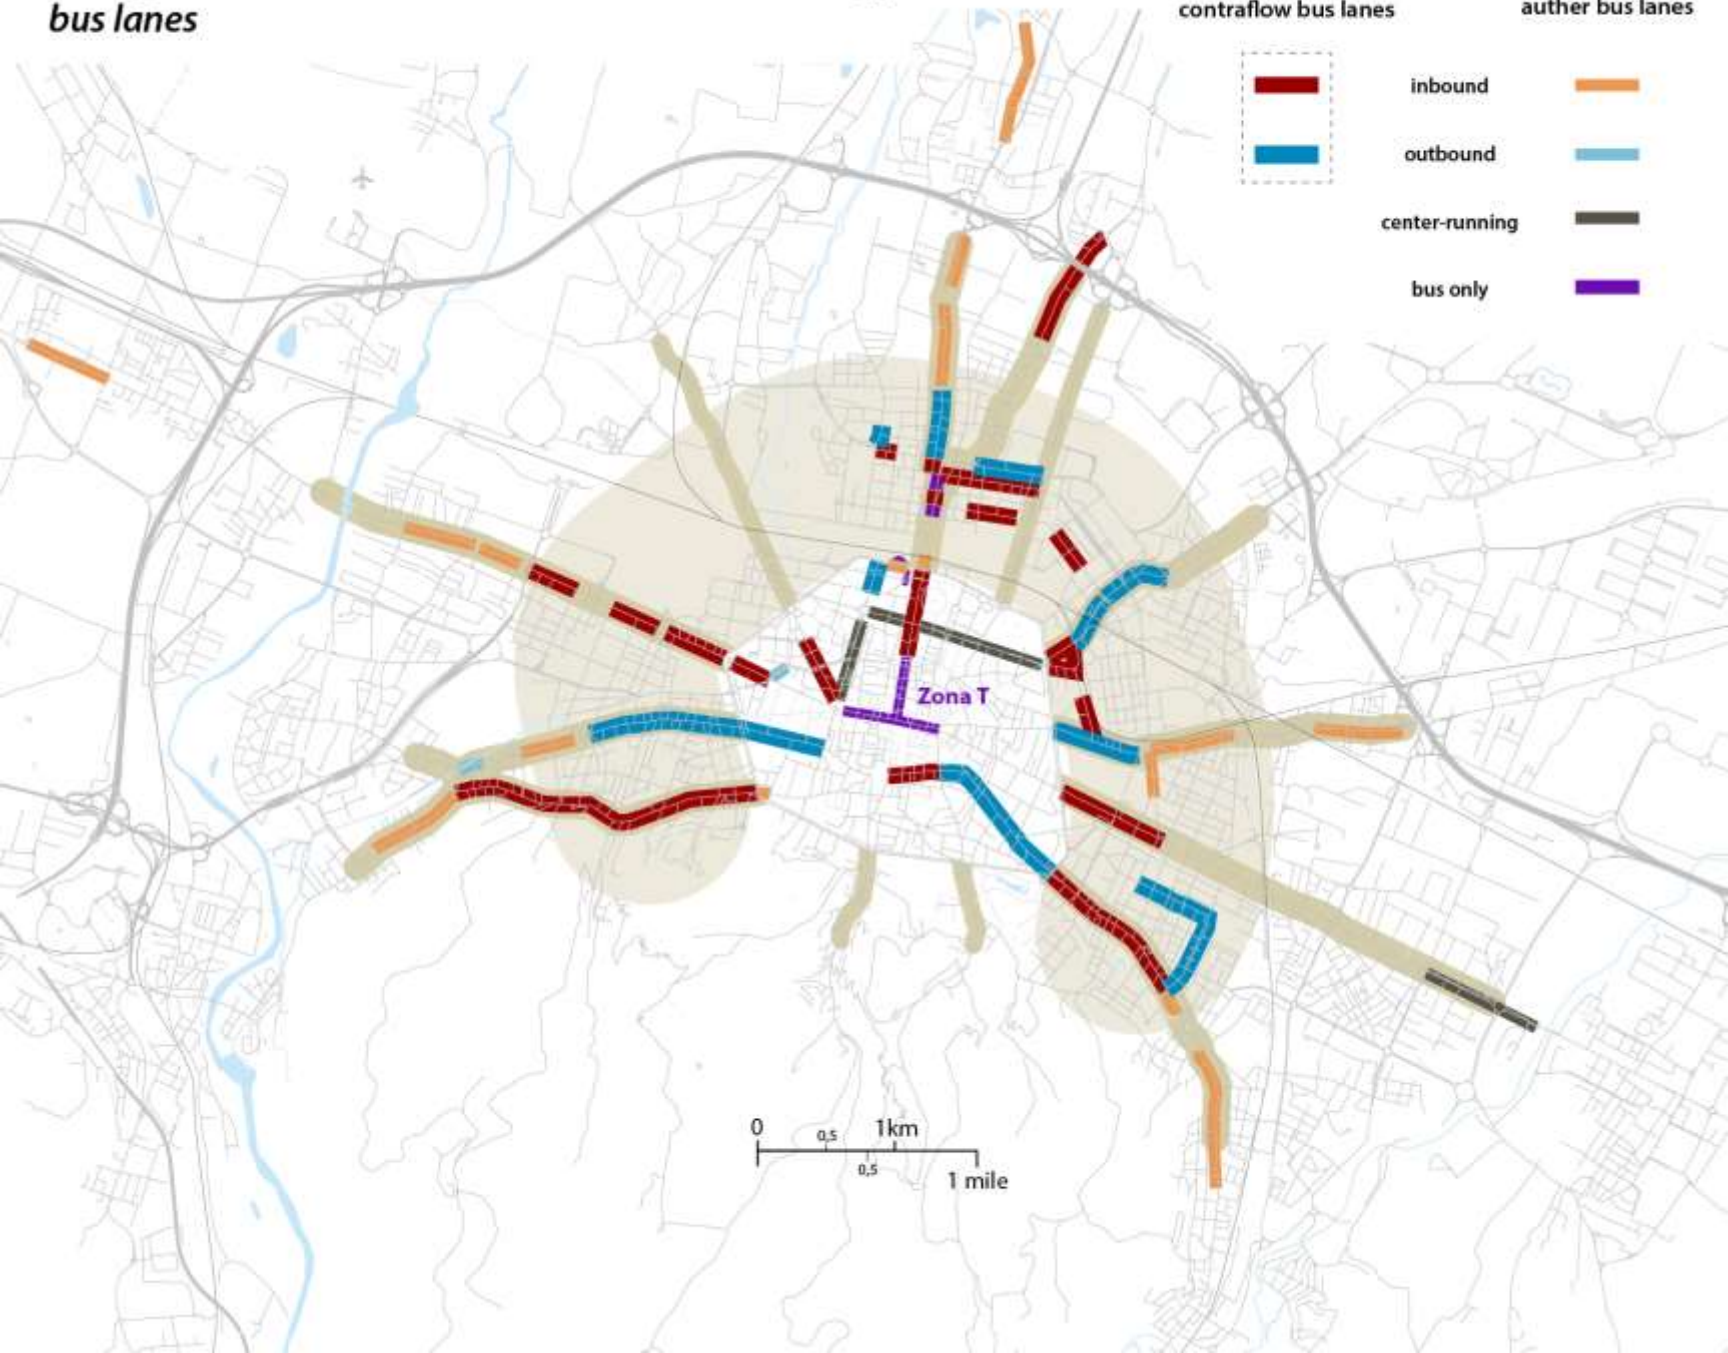 bus lanes
contraflow bus lanes
auther bus lanes
inbound
outbound
center-running
bus only
Zona T
0
0,5
1km
0,5
1 mile